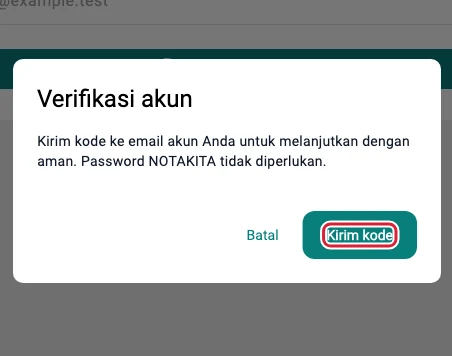 @example.test
Verifikasi akun
Kirim kode ke email akun Anda untuk melanjutkan dengan
aman. Password NOTAKITA tidak diperlukan.
Batal
Kirim kode